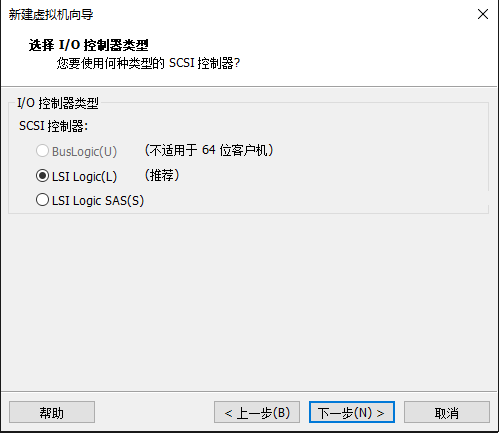 新建虚拟机向导
选择 I/O 控制器类型
您要使用何种类型的 SCSI 控制器?
I/O 控制器类型
SCSI 控制器:
BusLogic(U) (不适用于 64 位客户机)
LSI Logic(L) (推荐)
LSI Logic SAS(S)
帮助 < 上一步(B) 下一步(N) > 取消